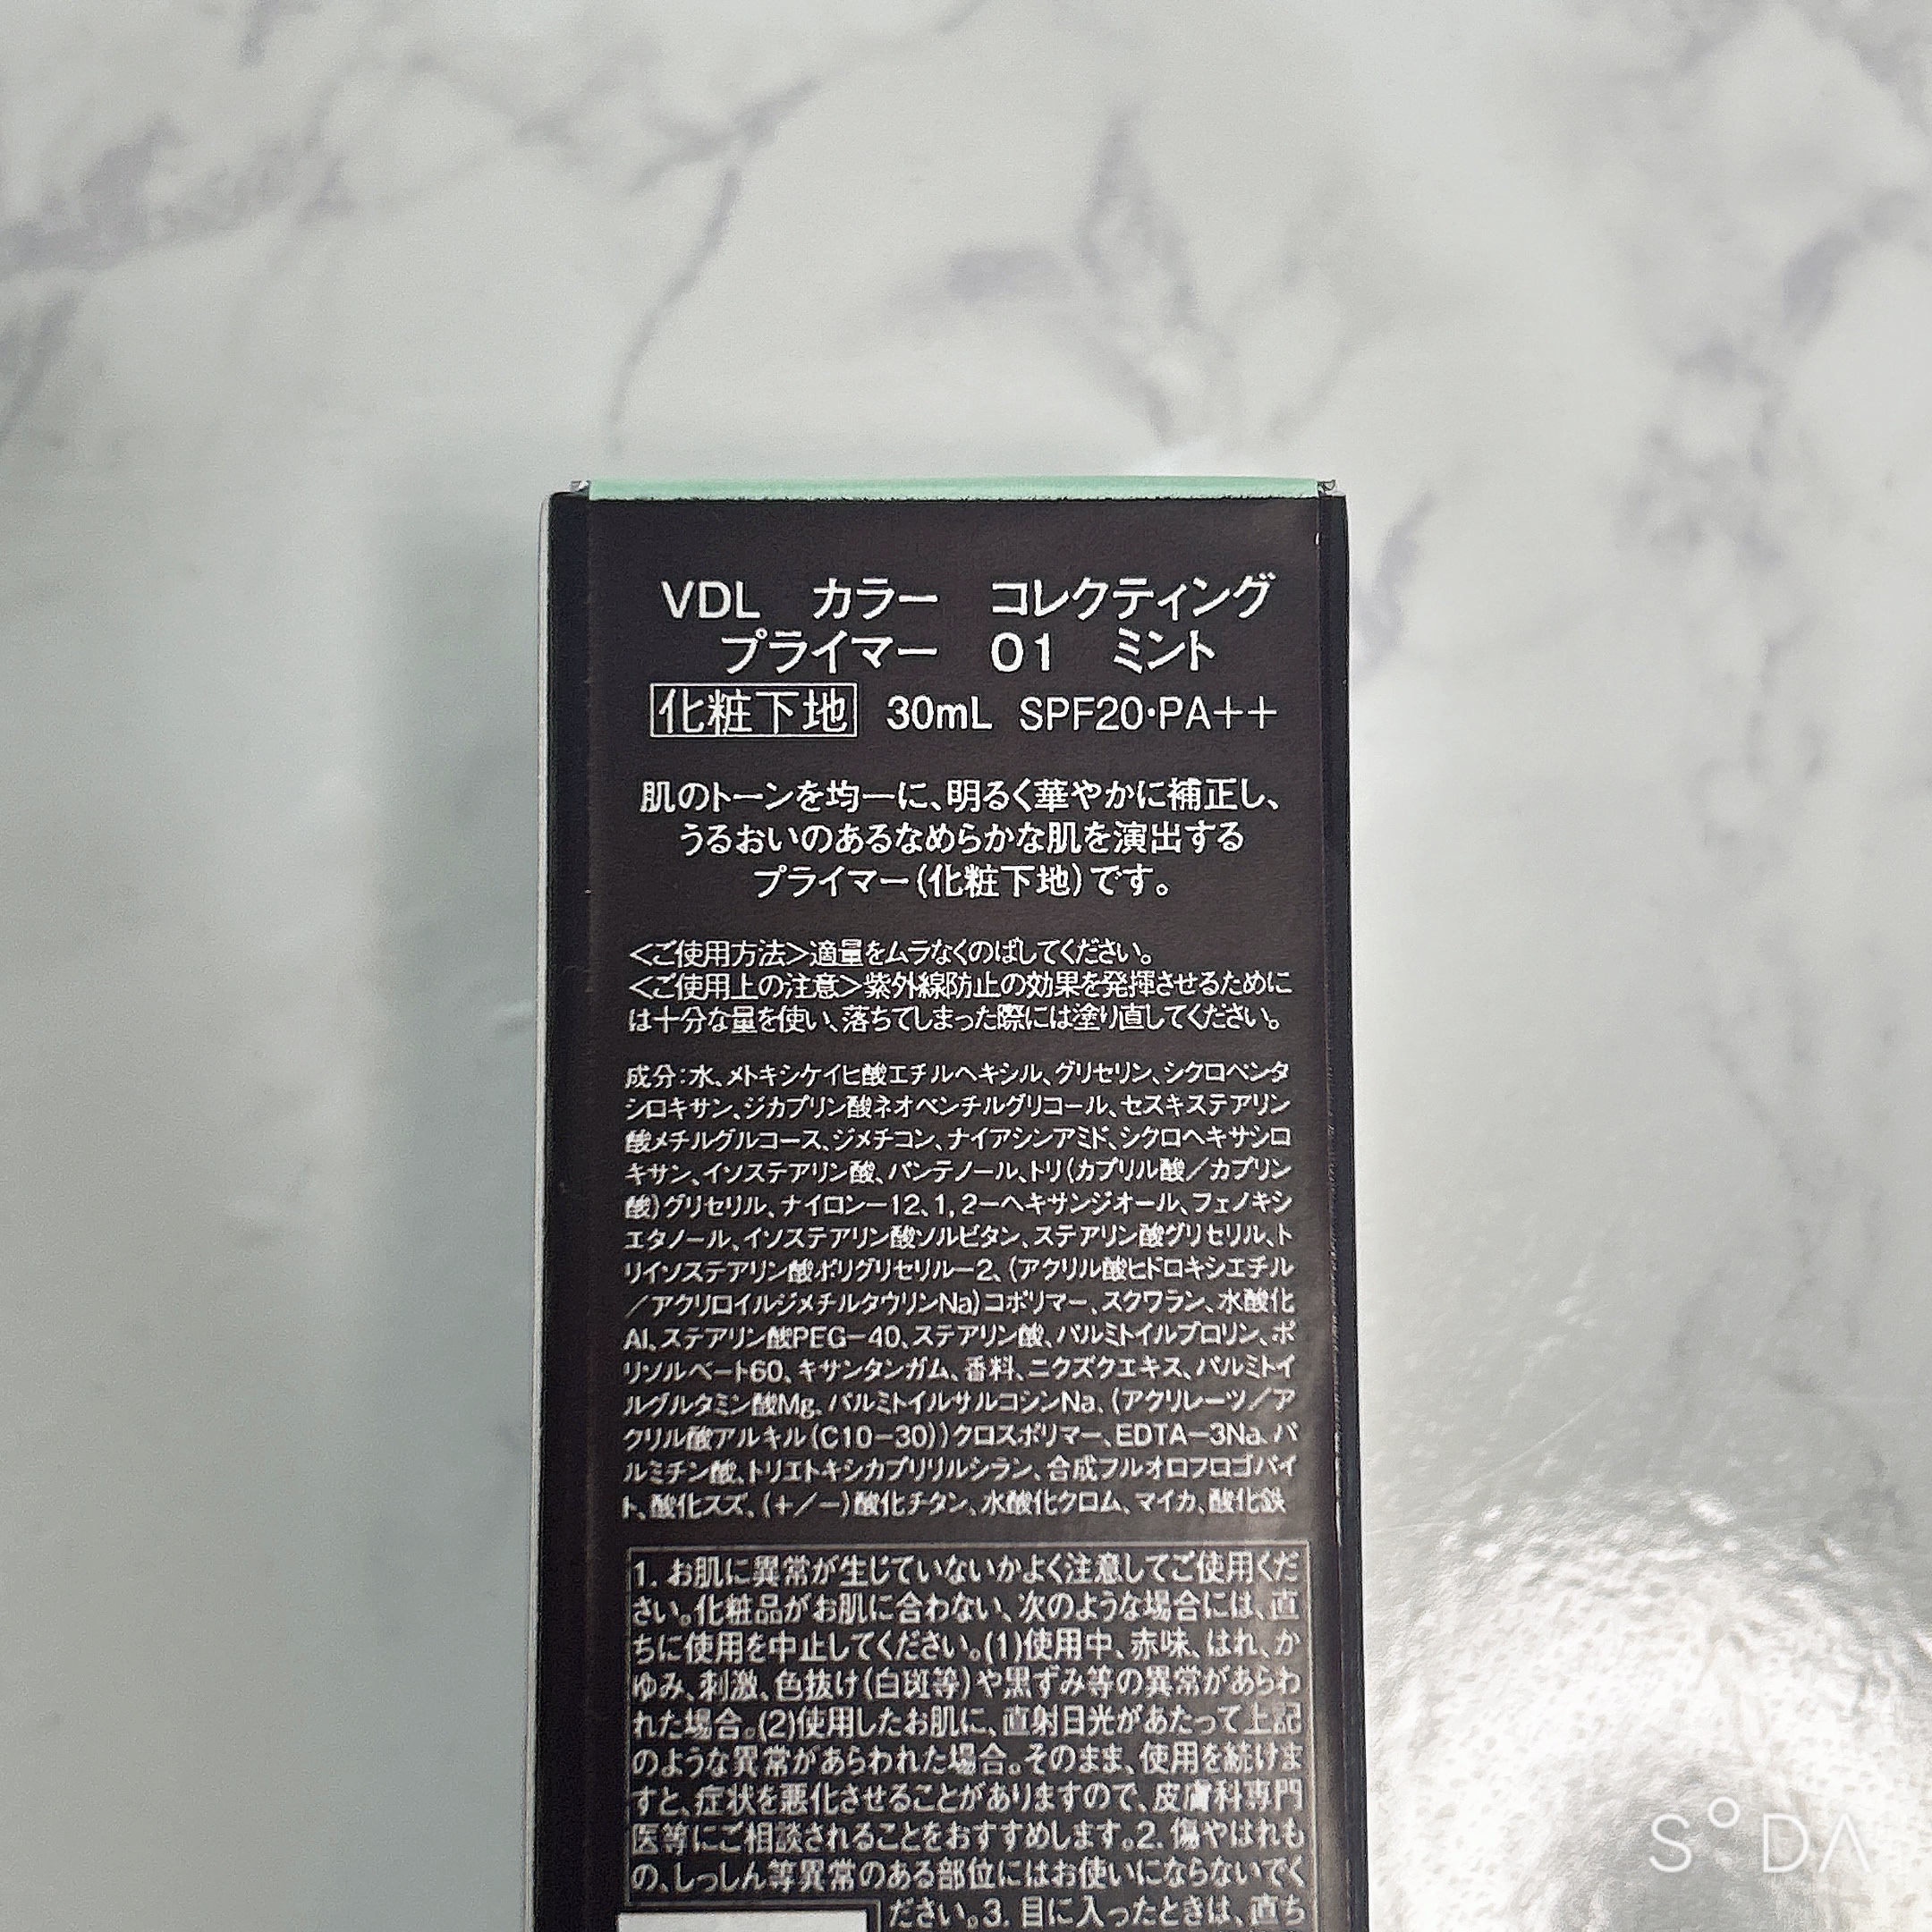 VDL カラー コレクティング
プライマー 01 ミント
化粧下地 30mL SPF20·PA++
肌のトーンを均一に、明るく華やかに補正し、
うるおいのあるなめらかな肌を演出する
プライマー(化粧下地)です。
<ご使用方法>適量をムラなくのばしてください。
<ご使用上の注意>紫外線防止の効果を発揮させるために
は十分な量を使い、落ちてしまった際には塗り直してください。
成分:水、メトキシケイヒ酸エチルヘキシル、グリセリン、シクロペンタ
シロキサン、ジカプリン酸ネオペンチルグリコール、セスキステアリン
酸メチルグルコース、ジメチコン、ナイアシンアミド、シクロヘキサシロ
キサン、イソステアリン酸、パンテノール、トリ(カプリル酸/カプリン
酸)グリセリル、ナイロン-12、1,2-ヘキサンジオール、フェノキシ
エタノール、イソステアリン酸ソルビタン、ステアリン酸グリセリル、ト
リイソステアリン酸ポリグリセリル-2、(アクリル酸ヒドロキシエチル
/アクリロイルジメチルタウリンNa)コポリマー、スクワラン、水酸化
Al、ステアリン酸PEG-40、ステアリン酸、パルミトイルプロリン、ポ
リソルベート60、キサンタンガム、香料、ニクズクエキス、パルミトイ
ルグルタミン酸Mg、パルミトイルサルコシンNa、(アクリレーツ/ア
クリル酸アルキル(C10-30))クロスポリマー、EDTA-3Na、パ
ルミチン酸、トリエトキシカプリリルシラン、合成フルオロフロゴパイ
ト、酸化スズ、(+/-)酸化チタン、水酸化クロム、マイカ、酸化鉄
1. お肌に異常が生じていないかよく注意してご使用くだ
さい。化粧品がお肌に合わない、次のような場合には、直
ちに使用を中止してください。(1)使用中、赤味、はれ、か
ゆみ、刺激、色抜け(白斑等)や黒ずみ等の異常があらわ
れた場合。(2)使用したお肌に、直射日光があたって上記
のような異常があらわれた場合。そのまま、使用を続けま
すと、症状を悪化させることがありますので、皮膚科専門
医等にご相談されることをおすすめします。2. 傷やはれも
の、しっしん等異常のある部位にはお使いにならないでく
ださい。3. 目に入ったときは、直ち
SODA